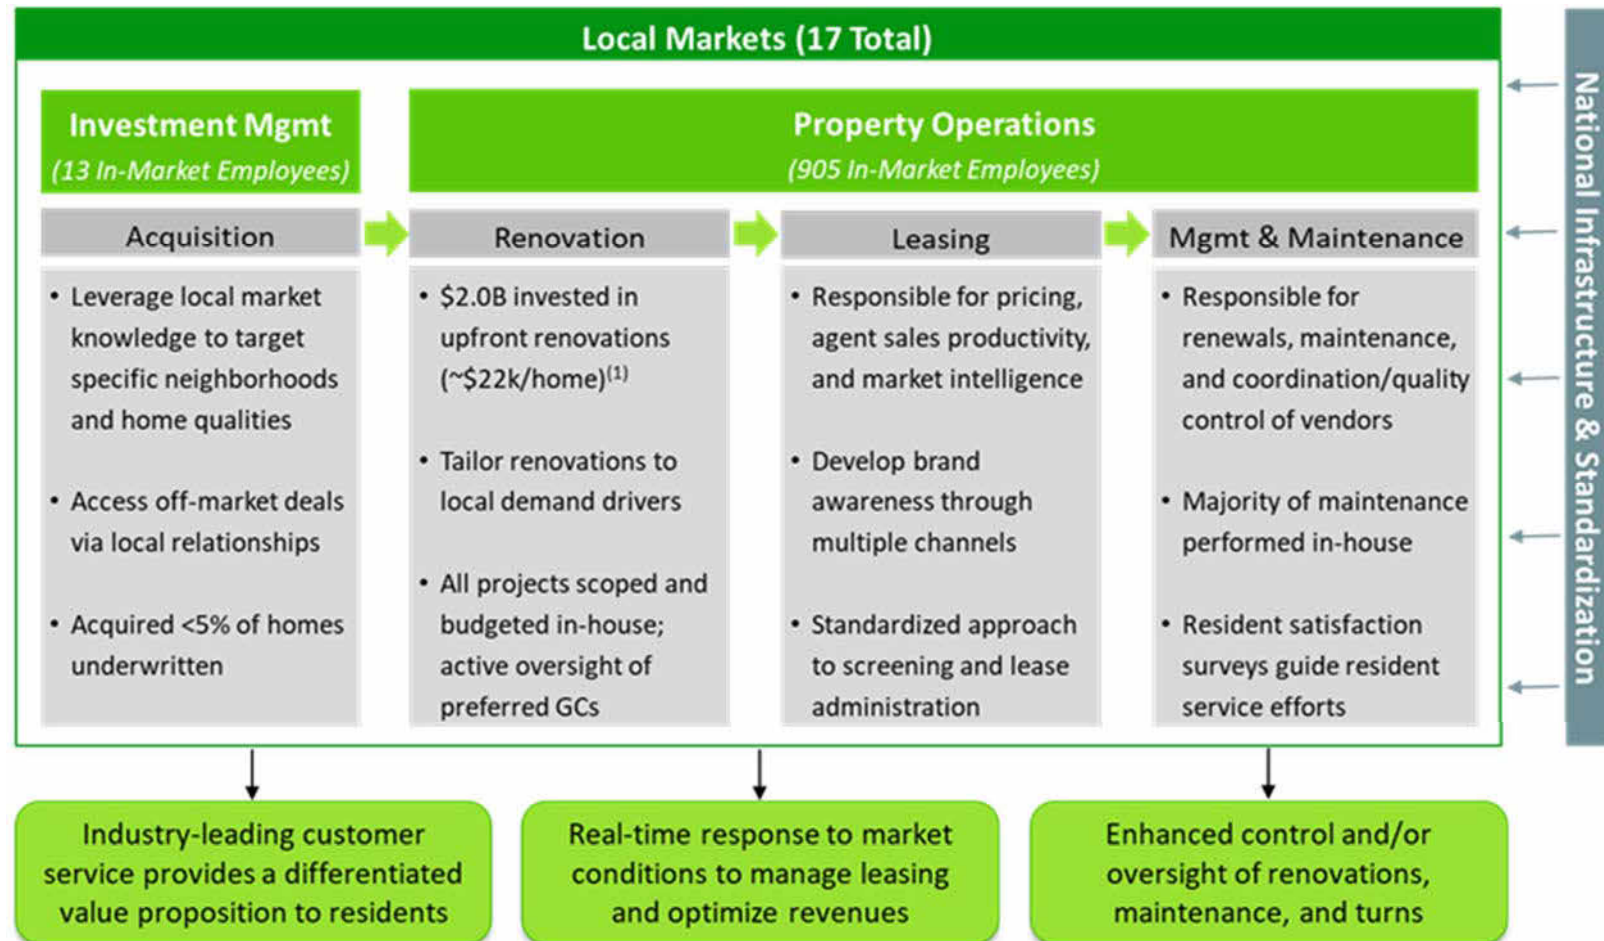 Local Markets (17 Total)
Investment Mgmt
(13 In-Market Employees)
Property Operations
(905 In-Market Employees)
Acquisition
• Leverage local market
knowledge to target
specific neighborhoods
and home qualities
• Access off-market deals
via local relationships
• Acquired <5% of homes
underwritten
Renovation
• $2.0B invested in
upfront renovations
(~$22k/home)(1)
• Tailor renovations to
local demand drivers
• All projects scoped and
budgeted in-house;
active oversight of
preferred GCs
Leasing
• Responsible for pricing,
agent sales productivity,
and market intelligence
• Develop brand
awareness through
multiple channels
• Standardized approach
to screening and lease
administration
Mgmt & Maintenance
• Responsible for
renewals, maintenance,
and coordination/quality
control of vendors
• Majority of maintenance
performed in-house
• Resident satisfaction
surveys guide resident
service efforts
National Infrastructure & Standardization
Industry-leading customer
service provides a differentiated
value proposition to residents
Real-time response to market
conditions to manage leasing
and optimize revenues
Enhanced control and/or
oversight of renovations,
maintenance, and turns